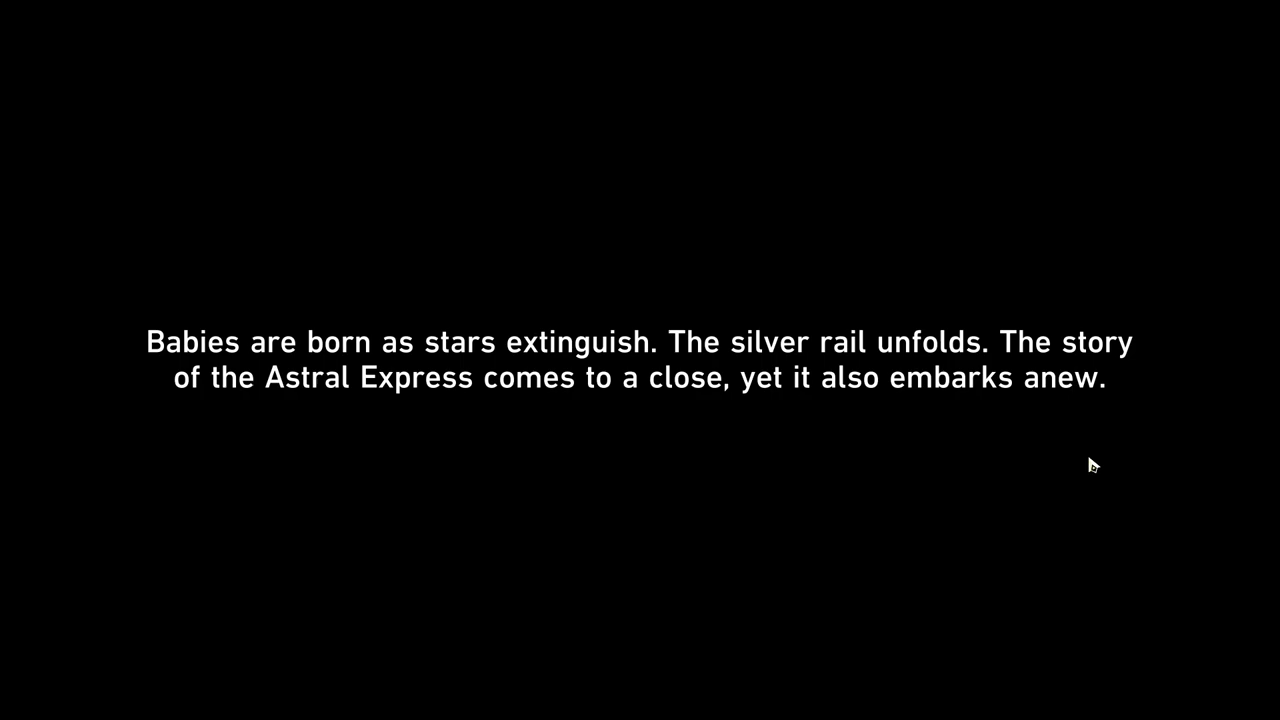 Babies are born as stars extinguish. The silver rail unfolds. The story
of the Astral Express comes to a close, yet it also embarks anew.